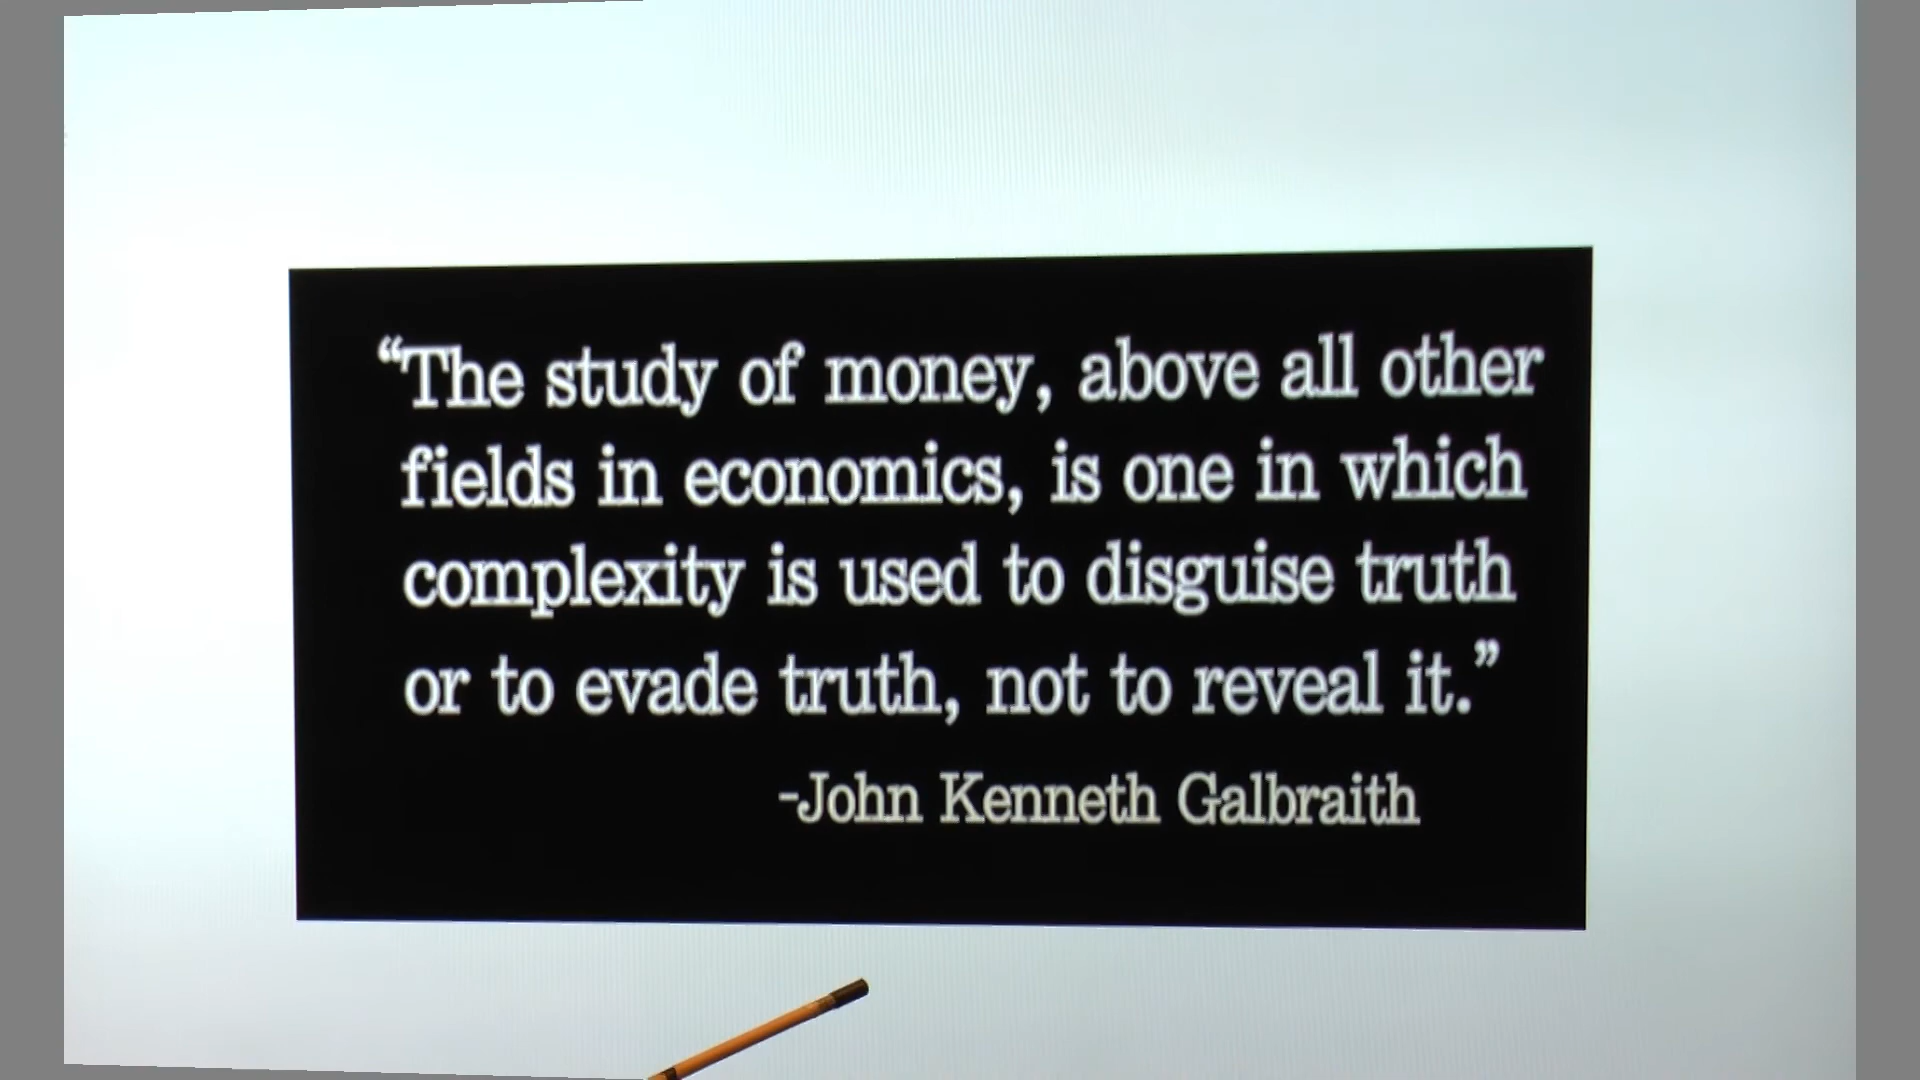 “The study of money, above all other
fields in economics, is one in which
complexity is used to disguise truth
or to evade truth, not to reveal it.”
-John Kenneth Galbraith